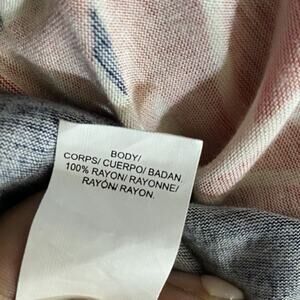 BODY/
CORPS/ CUERPO/ BADAN
100% RAYON/ RAYONNE/
RAYÓN/ RAYON.